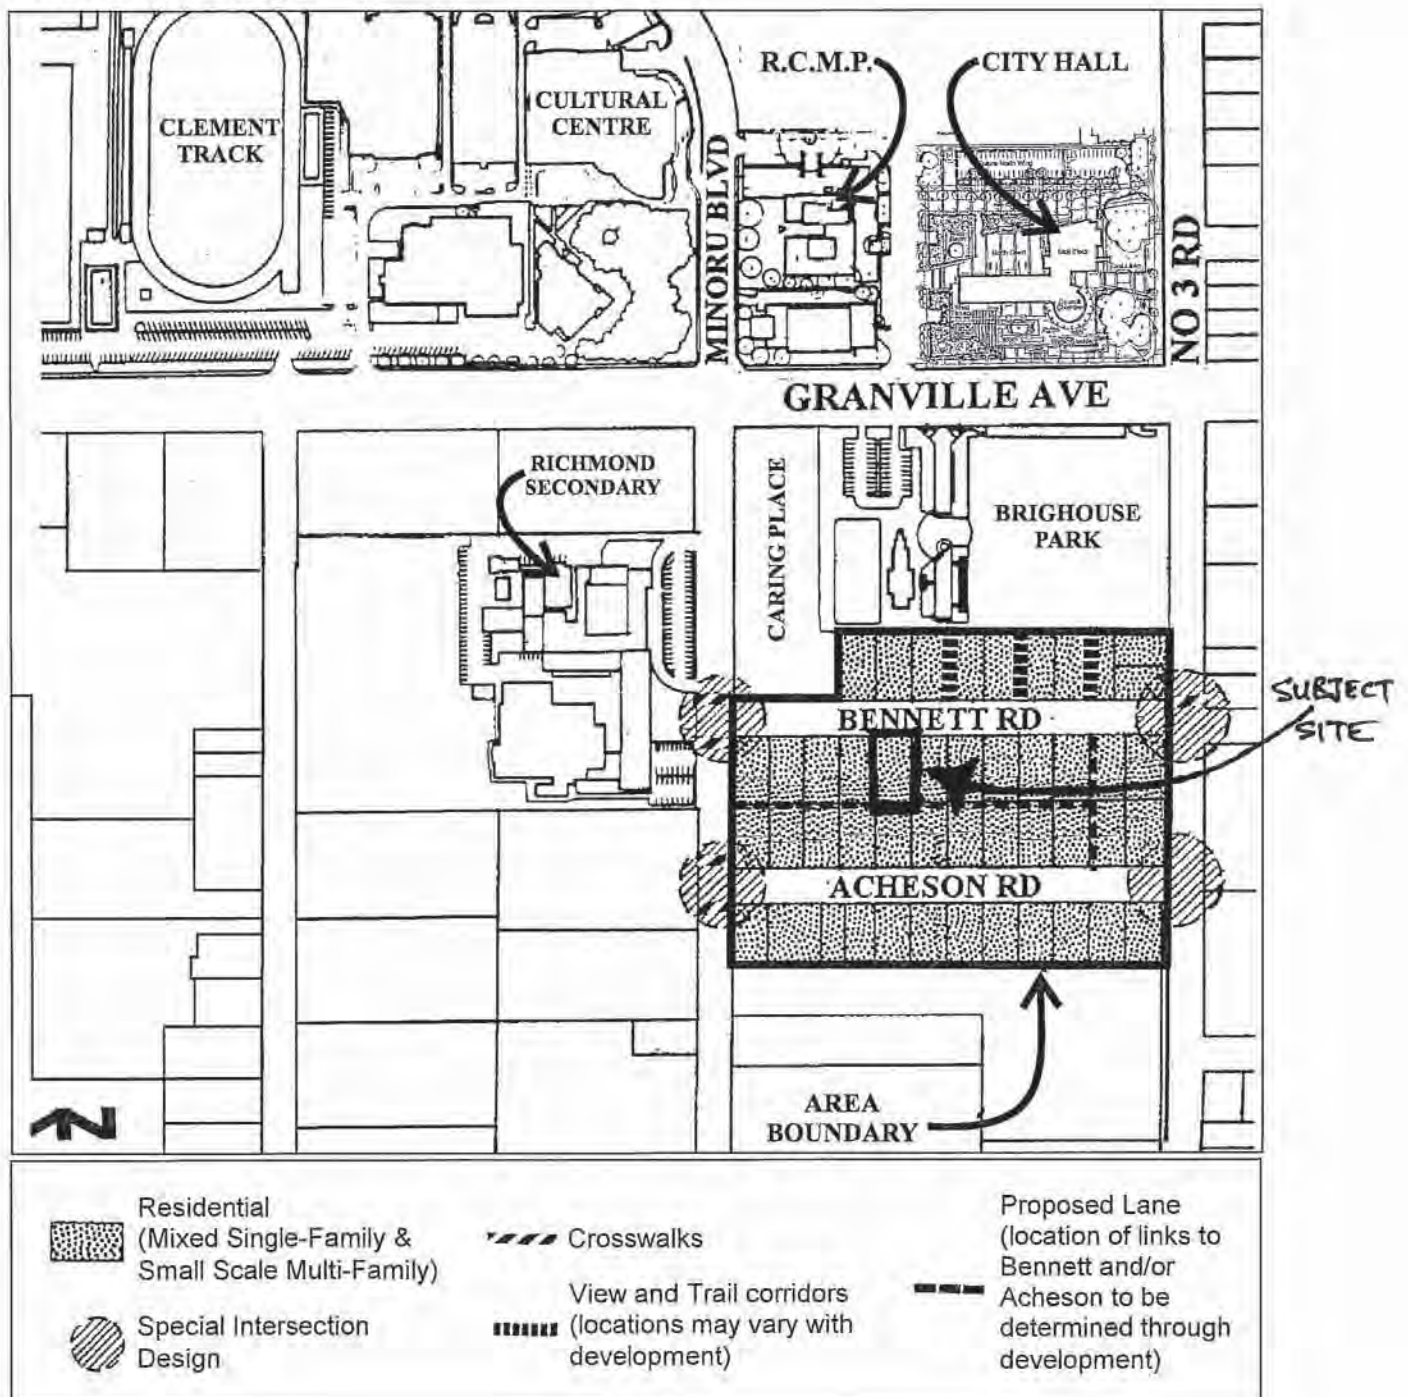 R.C.M.P.
CITY HALL
CULTURAL
CENTRE
CLEMENT
TRACK
MINORU BLVD
NO 3 RD
GRANVILLE AVE
RICHMOND
SECONDARY
CARING PLACE
BRIGHOUSE
PARK
SUBJECT
SITE
BENNETT RD
ACHESON RD
AREA
BOUNDARY
N
Residential
(Mixed Single-Family &
Small Scale Multi-Family)
Special Intersection
Design
Crosswalks
View and Trail corridors
(locations may vary with
development)
Proposed Lane
(location of links to
Bennett and/or
Acheson to be
determined through
development)